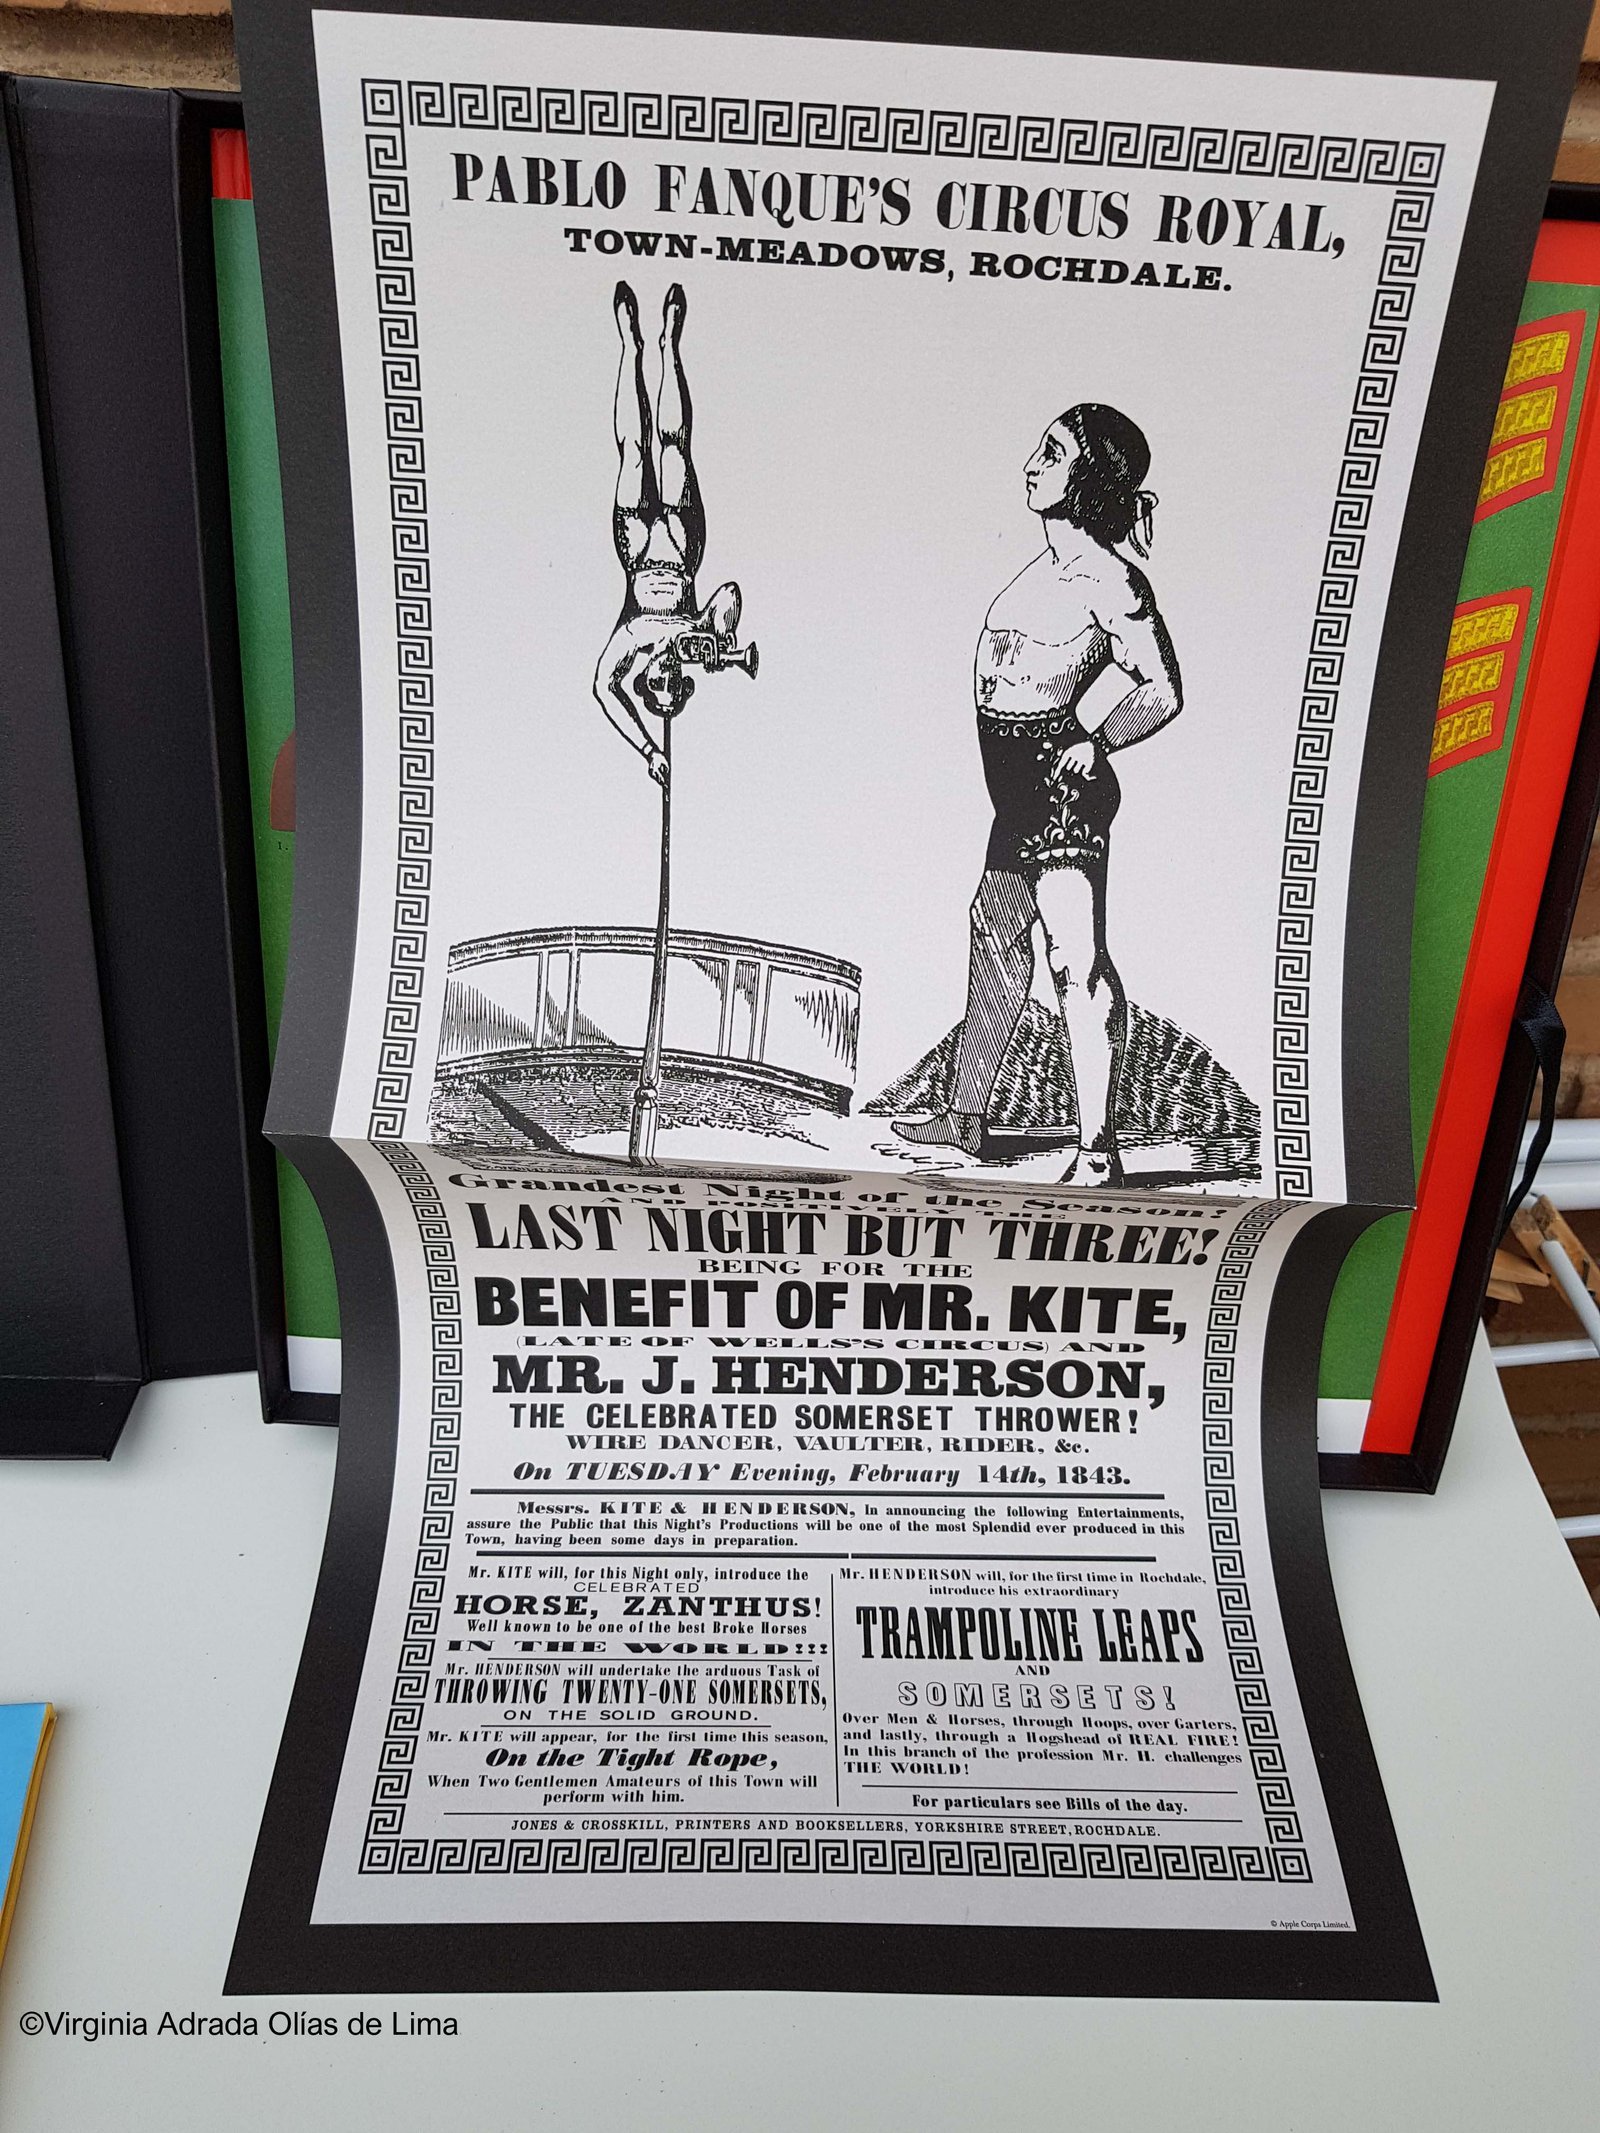 PABLO FANQUE'S CIRCUS ROYAL,
TOWN-MEADOWS, ROCHDALE.
Grandest Night of the Season!
AND POSITIVELY THE
LAST NIGHT BUT THREE!
BEING FOR THE
BENEFIT OF MR. KITE,
(LATE OF WELLS'S CIRCUS) AND
MR. J. HENDERSON,
THE CELEBRATED SOMERSET THROWER!
WIRE DANCER, VAULTER, RIDER, &c.
On TUESDAY Evening, February 14th, 1843.
Messrs. KITE & HENDERSON, In announcing the following Entertainments,
assure the Public that this Night's Productions will be one of the most Splendid ever produced in this
Town, having been some days in preparation.
Mr. KITE will, for this Night only, introduce the
CELEBRATED
HORSE, ZANTHUS!
Well known to be one of the best Broke Horses
IN THE WORLD!!!
Mr. HENDERSON will undertake the arduous Task of
THROWING TWENTY-ONE SOMERSETS,
ON THE SOLID GROUND.
Mr. KITE will appear, for the first time this season,
On the Tight Rope,
When Two Gentlemen Amateurs of this Town will
perform with him.
Mr. HENDERSON will, for the first time in Rochdale,
introduce his extraordinary
TRAMPOLINE LEAPS
AND
SOMERSETS!
Over Men & Horses, through Hoops, over Garters,
and lastly, through a Hogshead of REAL FIRE!
In this branch of the profession Mr. H. challenges
THE WORLD!
For particulars see Bills of the day.
JONES & CROSSKILL, PRINTERS AND BOOKSELLERS, YORKSHIRE STREET, ROCHDALE.
© Apple Corps Limited.
©Virginia Adrada Olías de Lima